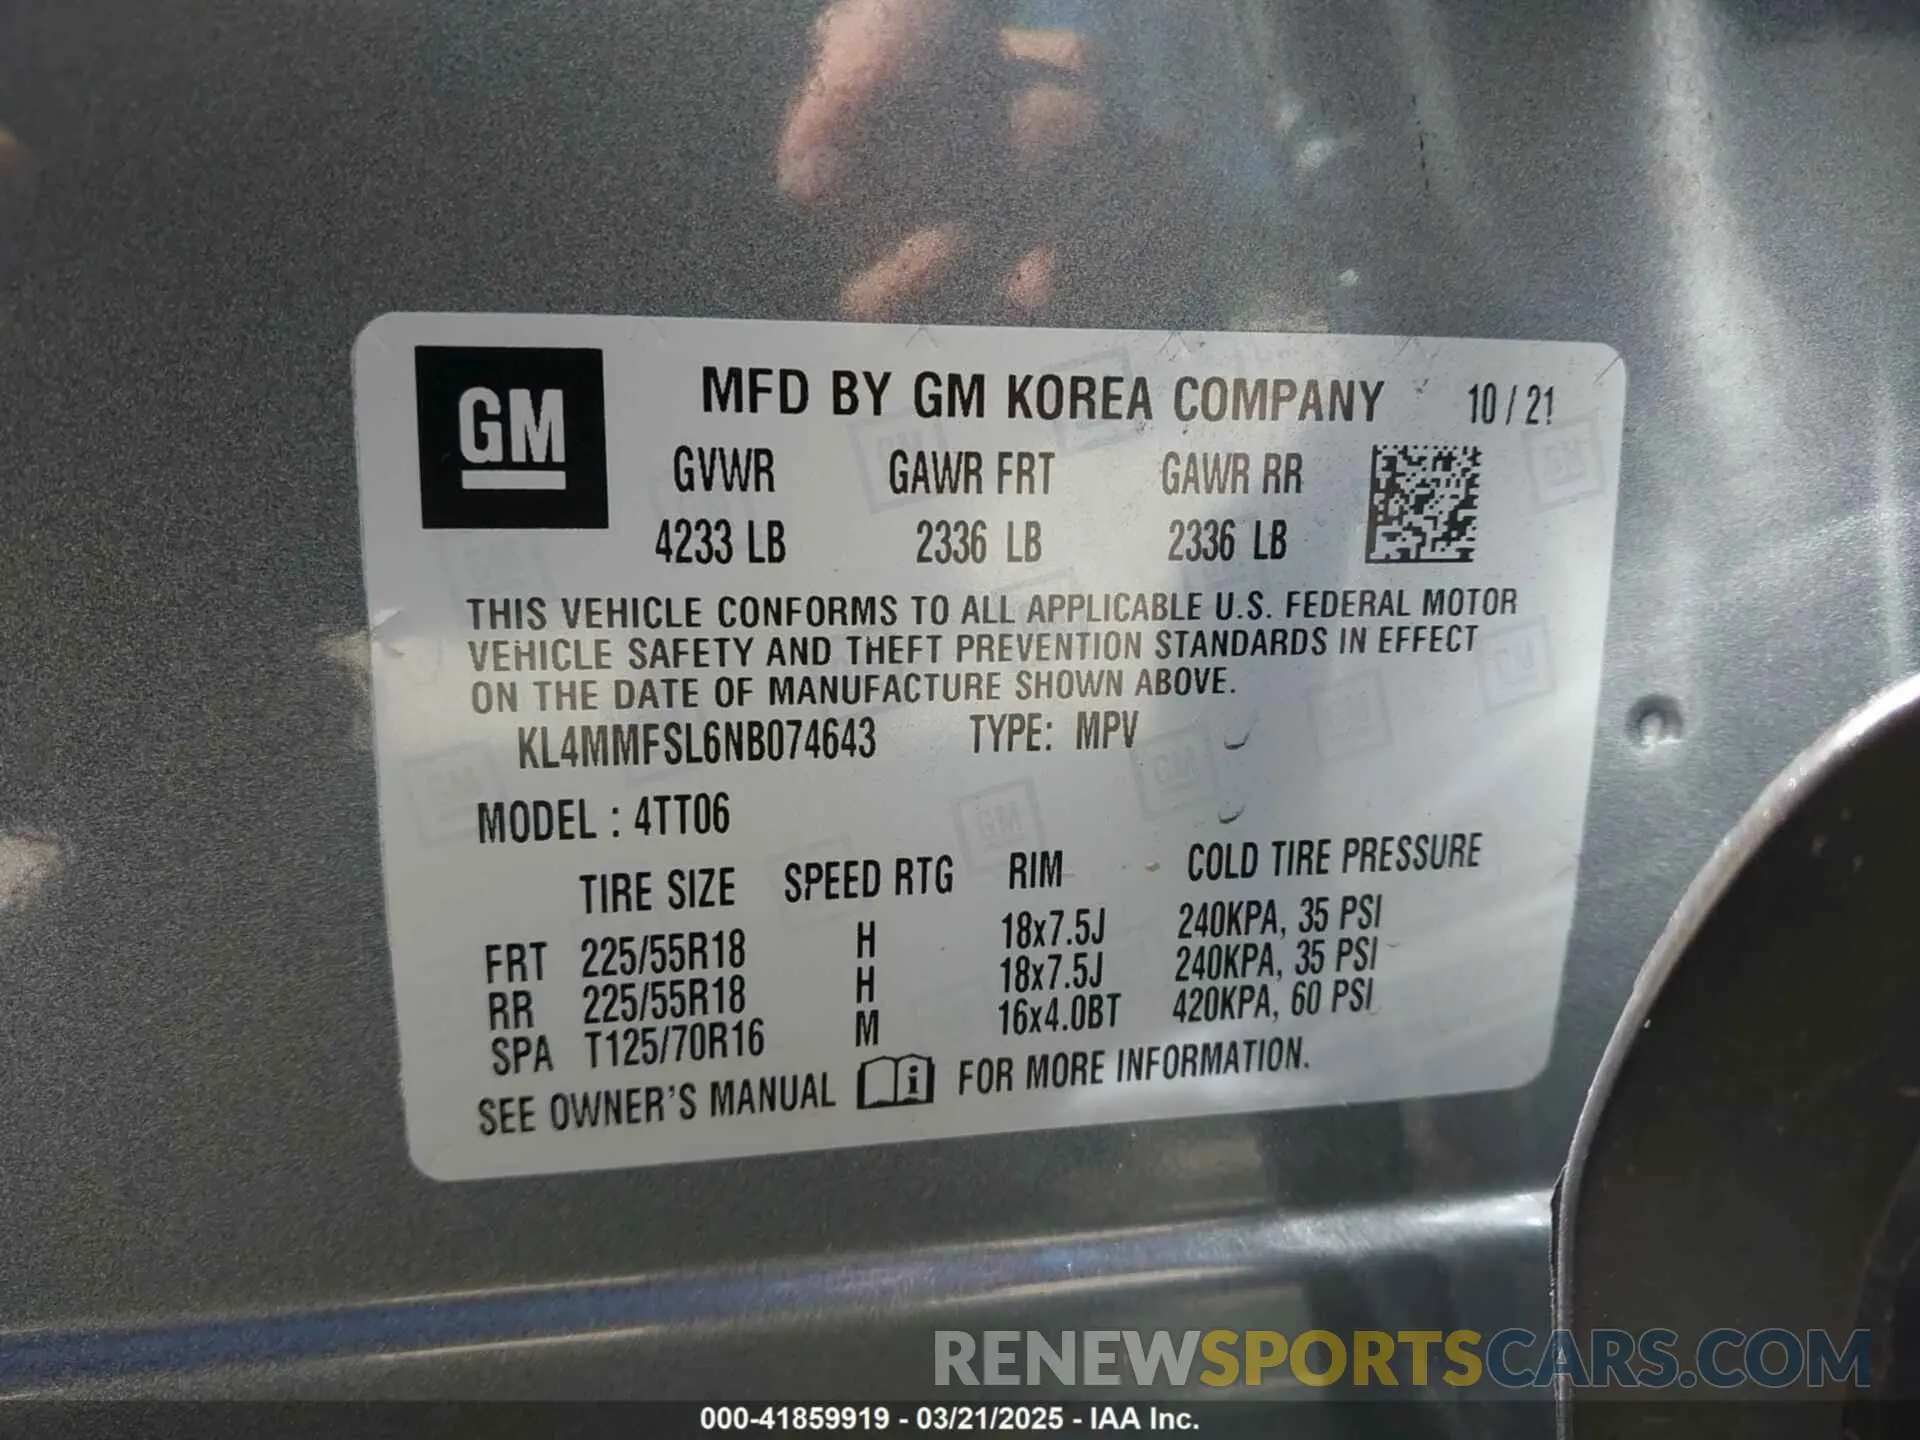 GM
MFD BY GM KOREA COMPANY 10 / 21
GVWR GAWR FRT GAWR RR
4233 LB 2336 LB 2336 LB
THIS VEHICLE CONFORMS TO ALL APPLICABLE U.S. FEDERAL MOTOR
VEHICLE SAFETY AND THEFT PREVENTION STANDARDS IN EFFECT
ON THE DATE OF MANUFACTURE SHOWN ABOVE.
KL4MMFSL6NB074643 TYPE: MPV
MODEL : 4TT06
TIRE SIZE SPEED RTG RIM COLD TIRE PRESSURE
FRT 225/55R18 H 18x7.5J 240KPA, 35 PSI
RR 225/55R18 H 18x7.5J 240KPA, 35 PSI
SPA T125/70R16 M 16x4.0BT 420KPA, 60 PSI
SEE OWNER'S MANUAL i FOR MORE INFORMATION.
RENEWSPORTSCARS.COM
000-41859919 - 03/21/2025 - IAA Inc.